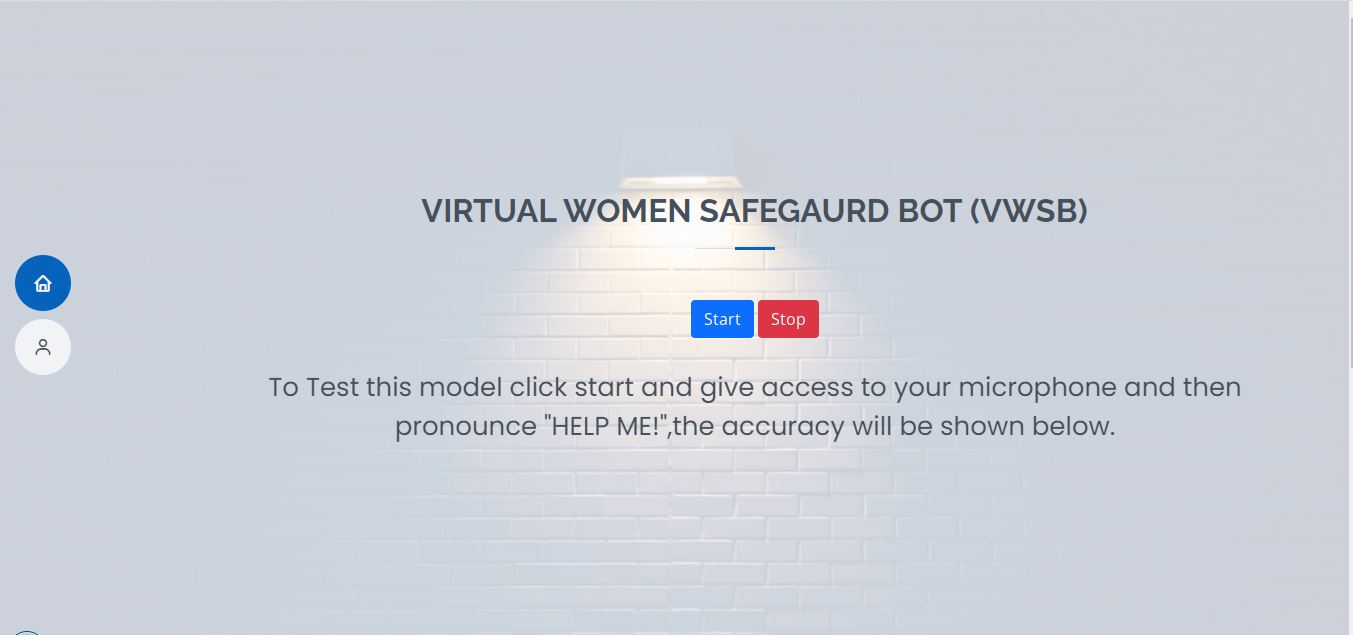 VIRTUAL WOMEN SAFEGAURD BOT (VWSB)
Start Stop
To Test this model click start and give access to your microphone and then
pronounce "HELP ME!",the accuracy will be shown below.